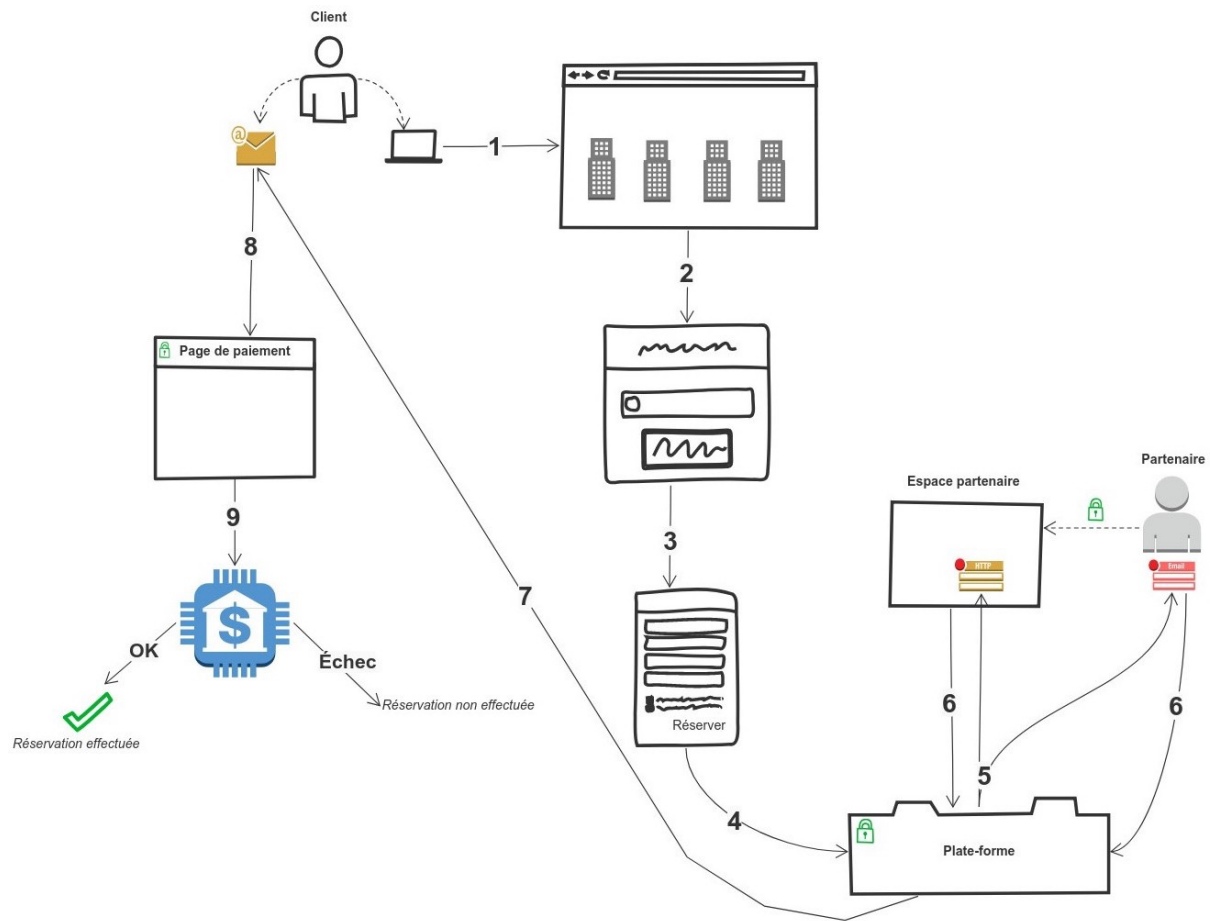 Client
@
1
8
2
Page de paiement
Partenaire
Espace partenaire
9
3
HTTP
Email
$
7
OK
Échec
Réservation non effectuée
6
6
Réservation effectuée
Réserver
5
4
Plate-forme